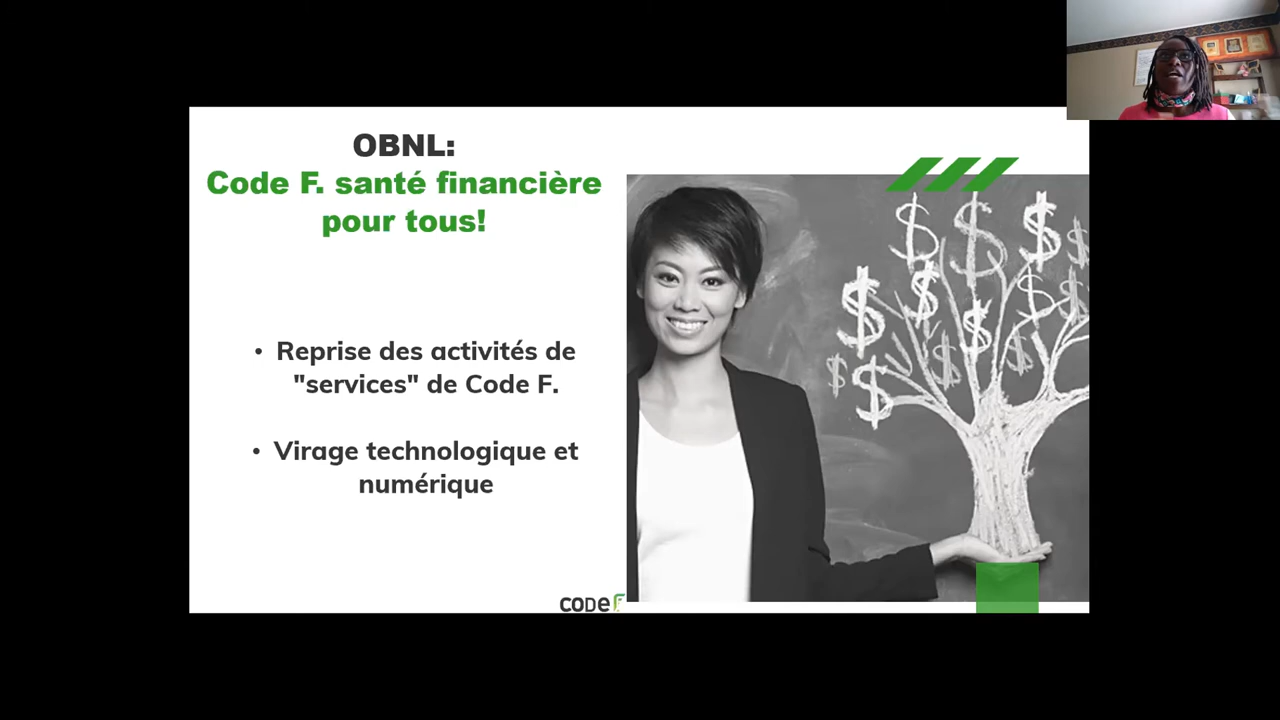 OBNL:
Code F. santé financière
pour tous!
• Reprise des activités de
"services" de Code F.
• Virage technologique et
numérique
CODE F